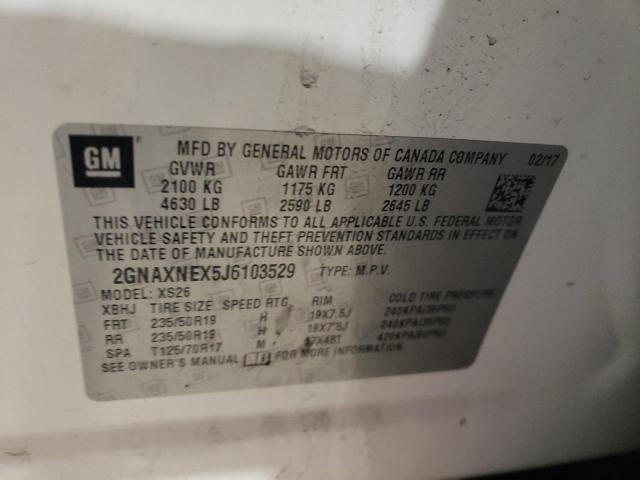 GM
MFD BY GENERAL MOTORS OF CANADA COMPANY 02/17
GVWR GAWR FRT GAWR RR
2100 KG 1175 KG 1200 KG
4630 LB 2590 LB 2645 LB
THIS VEHICLE CONFORMS TO ALL APPLICABLE U.S. FEDERAL MOTOR
VEHICLE SAFETY AND THEFT PREVENTION STANDARDS IN EFFECT ON
THE DATE OF MANUFACTURE SHOWN ABOVE.
2GNAXNEX5J6103529 TYPE: M.P.V.
MODEL: XS26
XBHJ TIRE SIZE SPEED RTG RIM COLD TIRE PRESSURE
FRT 235/50R19 H 19X7.5J 240KPA(35PSI)
RR 235/50R19 H 19X7.5J 240KPA(35PSI)
SPA T125/70R17 M 17X4BT 420KPA(60PSI)
SEE OWNER'S MANUAL FOR MORE INFORMATION